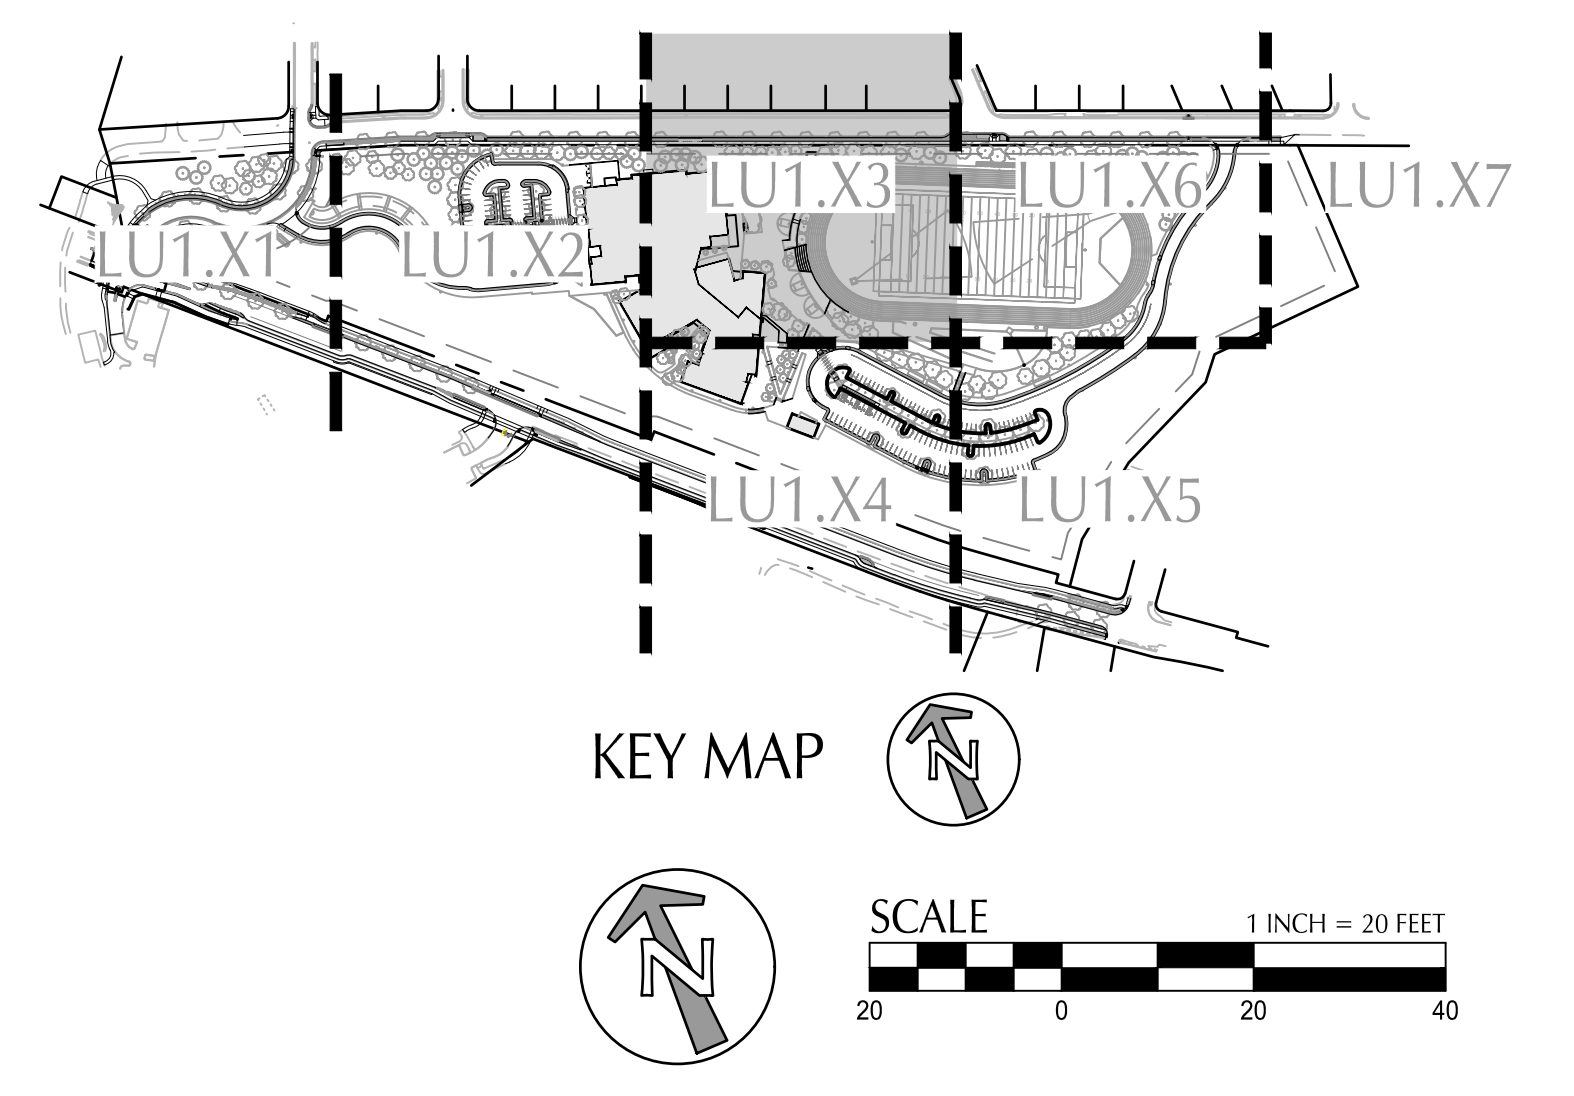 LU1.X3
LU1.X6
LU1.X7
LU1.X1
LU1.X2
LU1.X4
LU1.X5
KEY MAP
N
N
SCALE
1 INCH = 20 FEET
20 0 20 40